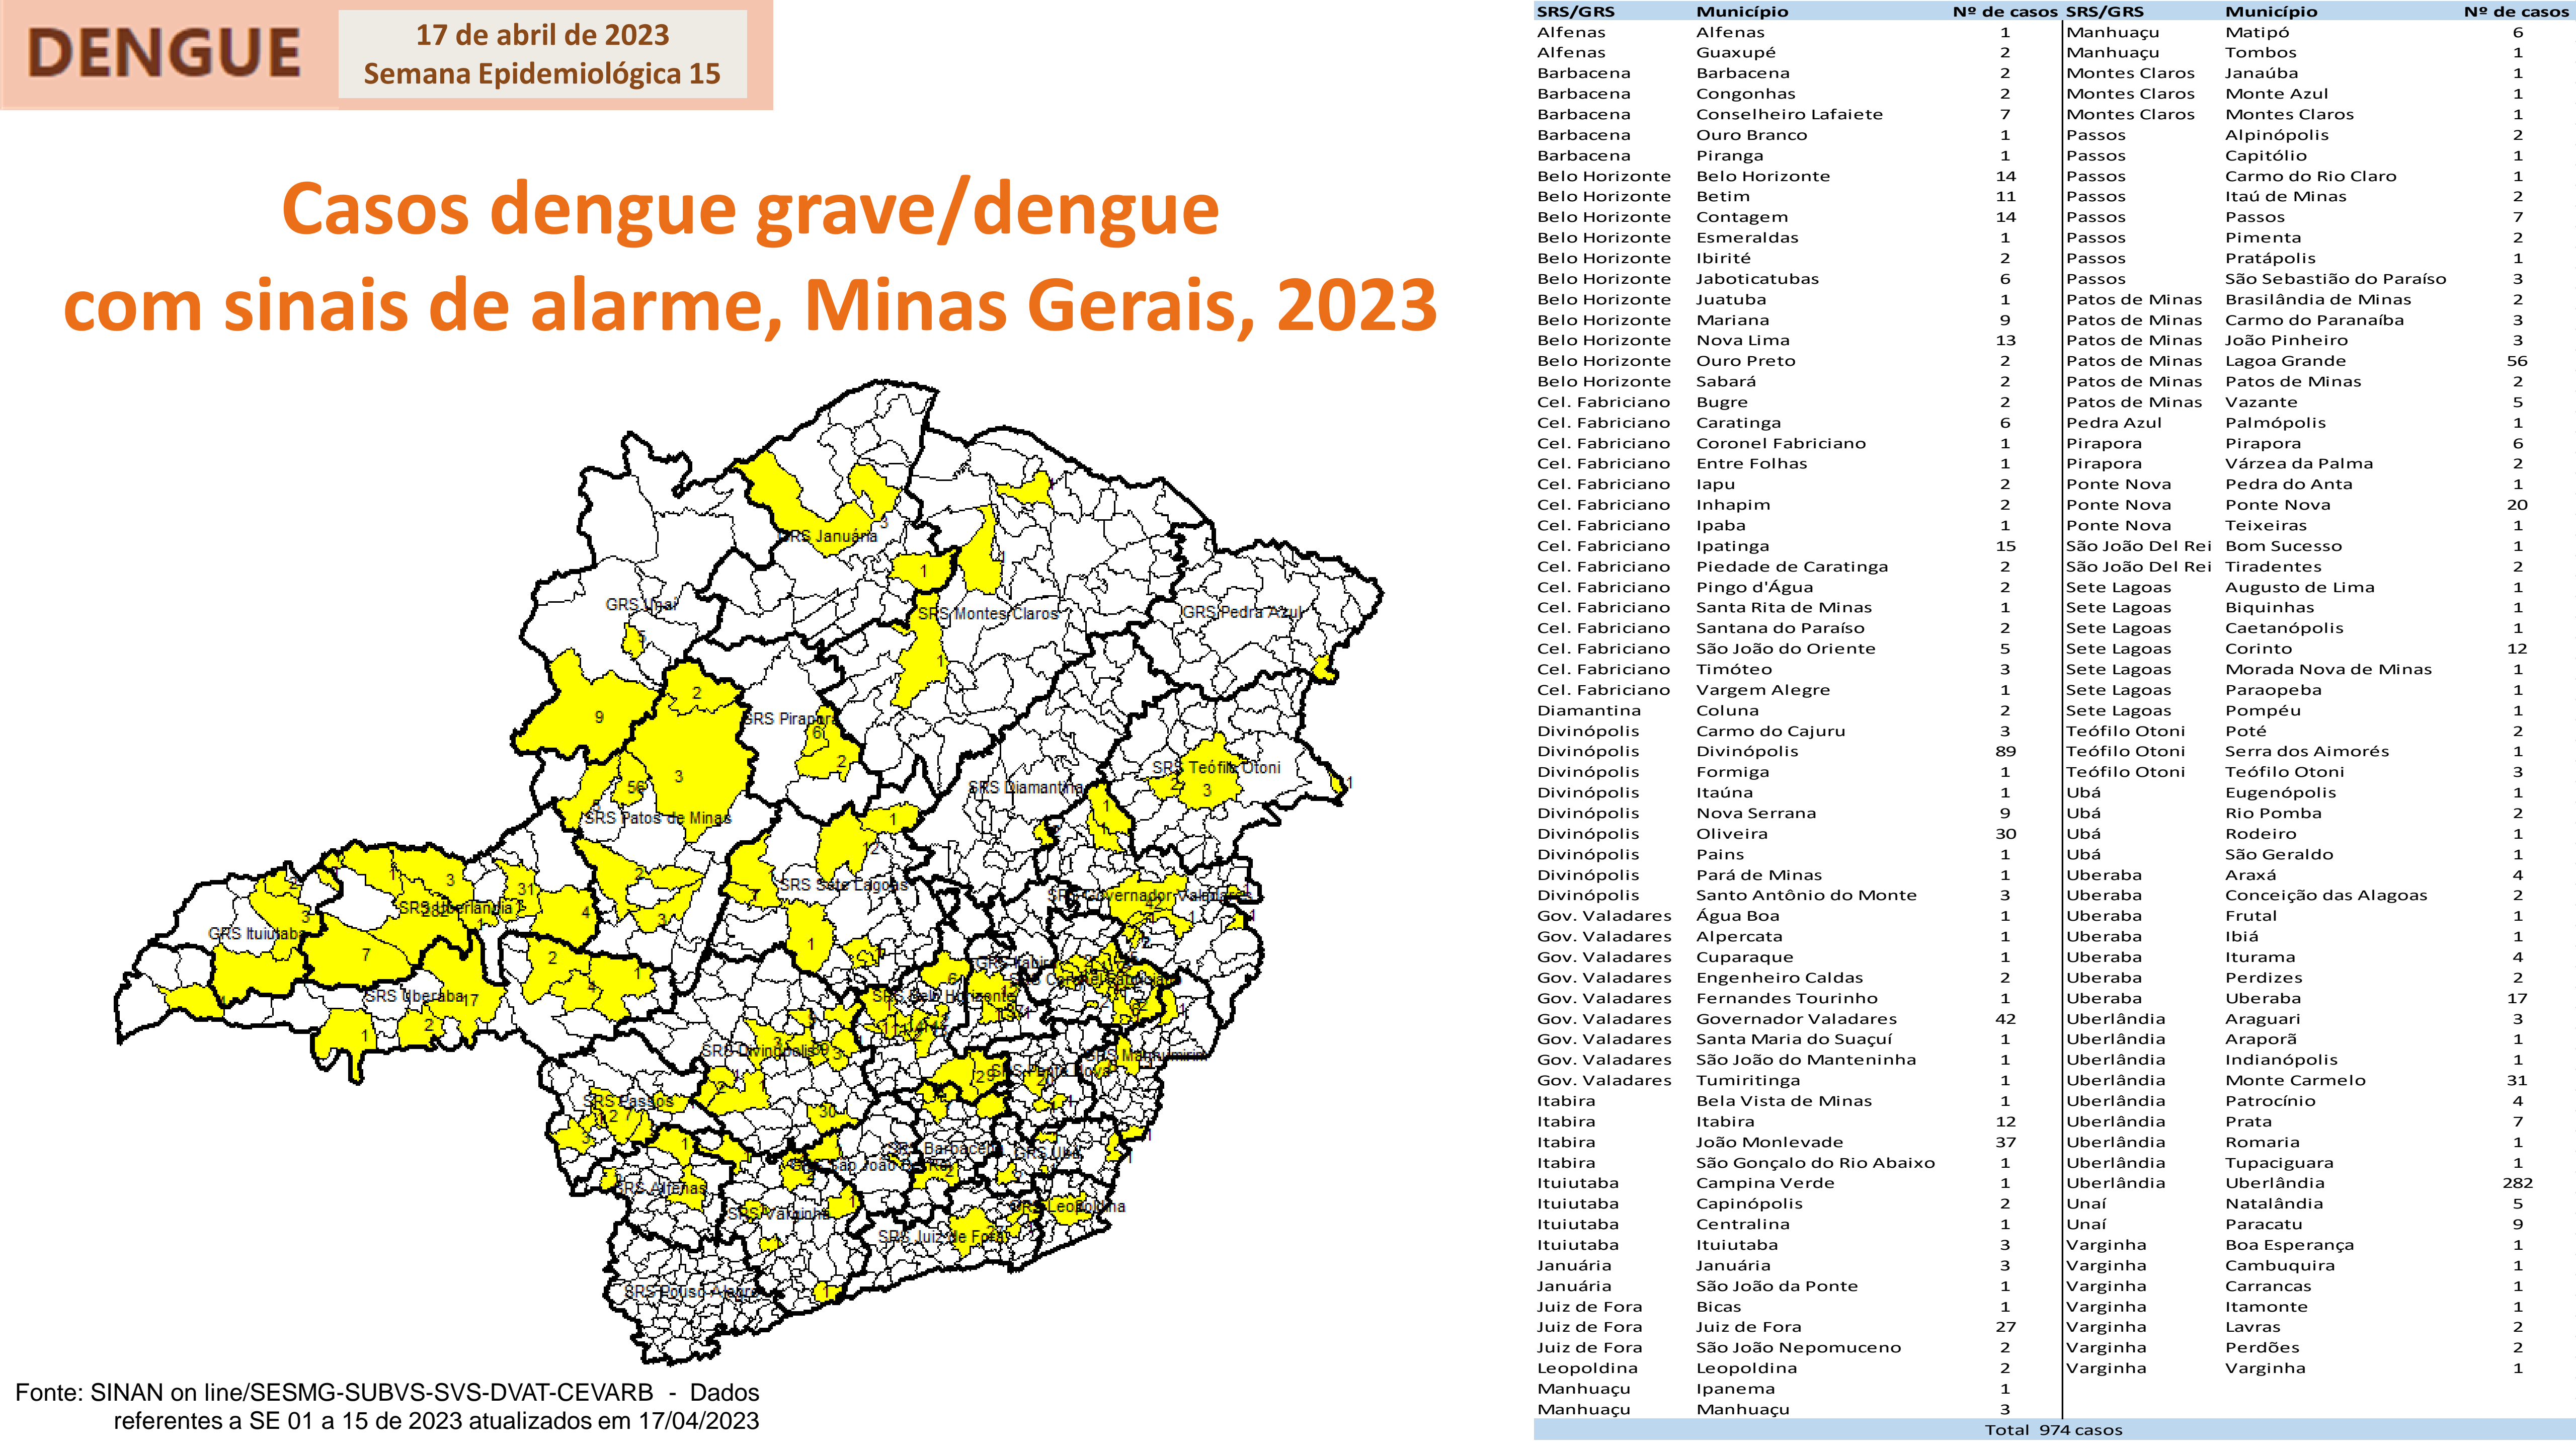 DENGUE
17 de abril de 2023
Semana Epidemiológica 15
Casos dengue grave/dengue
com sinais de alarme, Minas Gerais, 2023
GRS Januária
GRS Unaí
SRS Montes Claros
GRS Pedra Azul
SRS Pirapora
SRS Teófilo Otoni
SRS Diamantina
SRS Patos de Minas
SRS Sete Lagoas
SRS Governador Valadares
SRS Uberlândia
GRS Ituiutaba
GRS Itabira
SRS Uberaba
SRS Belo Horizonte
SRS Divinópolis
SRS Manhumirim
SRS Ponte Nova
SRS Passos
SRS Barbacena
GRS Ubá
SRS Alfenas
SRS Varginha
SRS Juiz de Fora
GRS Leopoldina
SRS Pouso Alegre
Fonte: SINAN on line/SESMG-SUBVS-SVS-DVAT-CEVARB - Dados
referentes a SE 01 a 15 de 2023 atualizados em 17/04/2023
SRS/GRS Município Nº de casos SRS/GRS Município Nº de casos
Alfenas Alfenas 1 Manhuaçu Matipó 6
Alfenas Guaxupé 2 Manhuaçu Tombos 1
Barbacena Barbacena 2 Montes Claros Janaúba 1
Barbacena Congonhas 2 Montes Claros Monte Azul 1
Barbacena Conselheiro Lafaiete 7 Montes Claros Montes Claros 1
Barbacena Ouro Branco 1 Passos Alpinópolis 2
Barbacena Piranga 1 Passos Capitólio 1
Belo Horizonte Belo Horizonte 14 Passos Carmo do Rio Claro 1
Belo Horizonte Betim 11 Passos Itaú de Minas 2
Belo Horizonte Contagem 14 Passos Passos 7
Belo Horizonte Esmeraldas 1 Passos Pimenta 2
Belo Horizonte Ibirité 2 Passos Pratápolis 1
Belo Horizonte Jaboticatubas 6 Passos São Sebastião do Paraíso 3
Belo Horizonte Juatuba 1 Patos de Minas Brasilândia de Minas 2
Belo Horizonte Mariana 9 Patos de Minas Carmo do Paranaíba 3
Belo Horizonte Nova Lima 13 Patos de Minas João Pinheiro 3
Belo Horizonte Ouro Preto 2 Patos de Minas Lagoa Grande 56
Belo Horizonte Sabará 2 Patos de Minas Patos de Minas 2
Cel. Fabriciano Bugre 2 Patos de Minas Vazante 5
Cel. Fabriciano Caratinga 6 Pedra Azul Palmópolis 1
Cel. Fabriciano Coronel Fabriciano 1 Pirapora Pirapora 6
Cel. Fabriciano Entre Folhas 1 Pirapora Várzea da Palma 2
Cel. Fabriciano Iapu 2 Ponte Nova Pedra do Anta 1
Cel. Fabriciano Inhapim 2 Ponte Nova Ponte Nova 20
Cel. Fabriciano Ipaba 1 Ponte Nova Teixeiras 1
Cel. Fabriciano Ipatinga 15 São João Del Rei Bom Sucesso 1
Cel. Fabriciano Piedade de Caratinga 2 São João Del Rei Tiradentes 2
Cel. Fabriciano Pingo d'Água 2 Sete Lagoas Augusto de Lima 1
Cel. Fabriciano Santa Rita de Minas 1 Sete Lagoas Biquinhas 1
Cel. Fabriciano Santana do Paraíso 2 Sete Lagoas Caetanópolis 1
Cel. Fabriciano São João do Oriente 5 Sete Lagoas Corinto 12
Cel. Fabriciano Timóteo 3 Sete Lagoas Morada Nova de Minas 1
Cel. Fabriciano Vargem Alegre 1 Sete Lagoas Paraopeba 1
Diamantina Coluna 2 Sete Lagoas Pompéu 1
Divinópolis Carmo do Cajuru 3 Teófilo Otoni Poté 2
Divinópolis Divinópolis 89 Teófilo Otoni Serra dos Aimorés 1
Divinópolis Formiga 1 Teófilo Otoni Teófilo Otoni 3
Divinópolis Itaúna 1 Ubá Eugenópolis 1
Divinópolis Nova Serrana 9 Ubá Rio Pomba 2
Divinópolis Oliveira 30 Ubá Rodeiro 1
Divinópolis Pains 1 Ubá São Geraldo 1
Divinópolis Pará de Minas 1 Uberaba Araxá 4
Divinópolis Santo Antônio do Monte 3 Uberaba Conceição das Alagoas 2
Gov. Valadares Água Boa 1 Uberaba Frutal 1
Gov. Valadares Alpercata 1 Uberaba Ibiá 1
Gov. Valadares Cuparaque 1 Uberaba Iturama 4
Gov. Valadares Engenheiro Caldas 2 Uberaba Perdizes 2
Gov. Valadares Fernandes Tourinho 1 Uberaba Uberaba 17
Gov. Valadares Governador Valadares 42 Uberlândia Araguari 3
Gov. Valadares Santa Maria do Suaçuí 1 Uberlândia Araporã 1
Gov. Valadares São João do Manteninha 1 Uberlândia Indianópolis 1
Gov. Valadares Tumiritinga 1 Uberlândia Monte Carmelo 31
Itabira Bela Vista de Minas 1 Uberlândia Patrocínio 4
Itabira Itabira 12 Uberlândia Prata 7
Itabira João Monlevade 37 Uberlândia Romaria 1
Itabira São Gonçalo do Rio Abaixo 1 Uberlândia Tupaciguara 1
Ituiutaba Campina Verde 1 Uberlândia Uberlândia 282
Ituiutaba Capinópolis 2 Unaí Natalândia 5
Ituiutaba Centralina 1 Unaí Paracatu 9
Ituiutaba Ituiutaba 3 Varginha Boa Esperança 1
Januária Januária 3 Varginha Cambuquira 1
Januária São João da Ponte 1 Varginha Carrancas 1
Juiz de Fora Bicas 1 Varginha Itamonte 1
Juiz de Fora Juiz de Fora 27 Varginha Lavras 2
Juiz de Fora São João Nepomuceno 2 Varginha Perdões 2
Leopoldina Leopoldina 2 Varginha Varginha 1
Manhuaçu Ipanema 1
Manhuaçu Manhuaçu 3
Total 974 casos